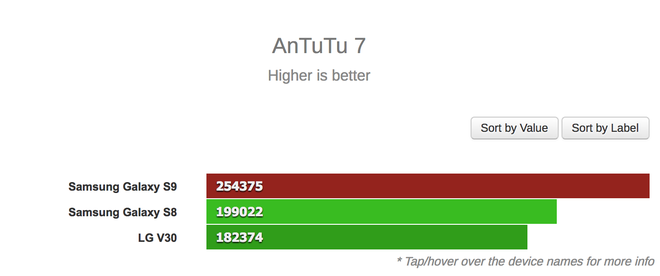 AnTuTu 7
Higher is better
Sort by Value Sort by Label
Samsung Galaxy S9 254375
Samsung Galaxy S8 199022
LG V30 182374
* Tap/hover over the device names for more info